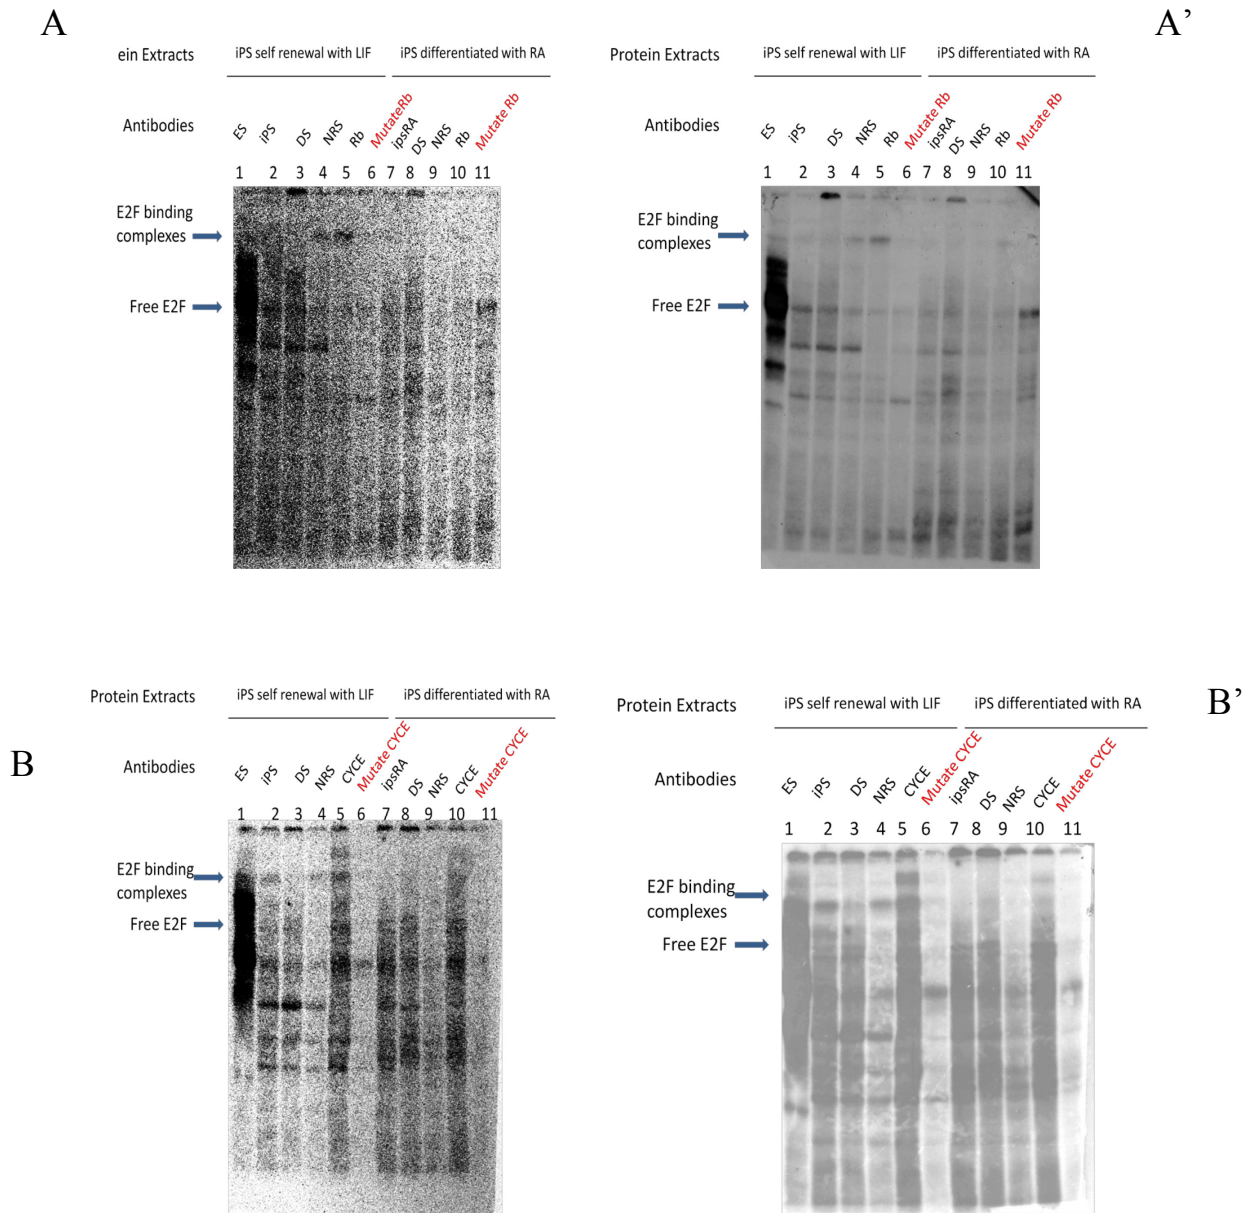 A
A’
ein Extracts
iPS self renewal with LIF
iPS differentiated with RA
Antibodies
ES
iPS
DS
NRS
Rb
MutateRb
ipsRA
DS
NRS
Rb
Mutate Rb
1 2 3 4 5 6 7 8 9 10 11
E2F binding
complexes
Free E2F
Protein Extracts
iPS self renewal with LIF
iPS differentiated with RA
Antibodies
ES
iPS
DS
NRS
Rb
Mutate Rb
ipsRA
DS
NRS
Rb
Mutate Rb
1 2 3 4 5 6 7 8 9 10 11
E2F binding
complexes
Free E2F
B
B’
Protein Extracts
iPS self renewal with LIF
iPS differentiated with RA
Antibodies
ES
iPS
DS
NRS
CYCE
Mutate CYCE
ipsRA
DS
NRS
CYCE
Mutate CYCE
1 2 3 4 5 6 7 8 9 10 11
E2F binding
complexes
Free E2F
Protein Extracts
iPS self renewal with LIF
iPS differentiated with RA
Antibodies
ES
iPS
DS
NRS
CYCE
Mutate CYCE
ipsRA
DS
NRS
CYCE
Mutate CYCE
1 2 3 4 5 6 7 8 9 10 11
E2F binding
complexes
Free E2F